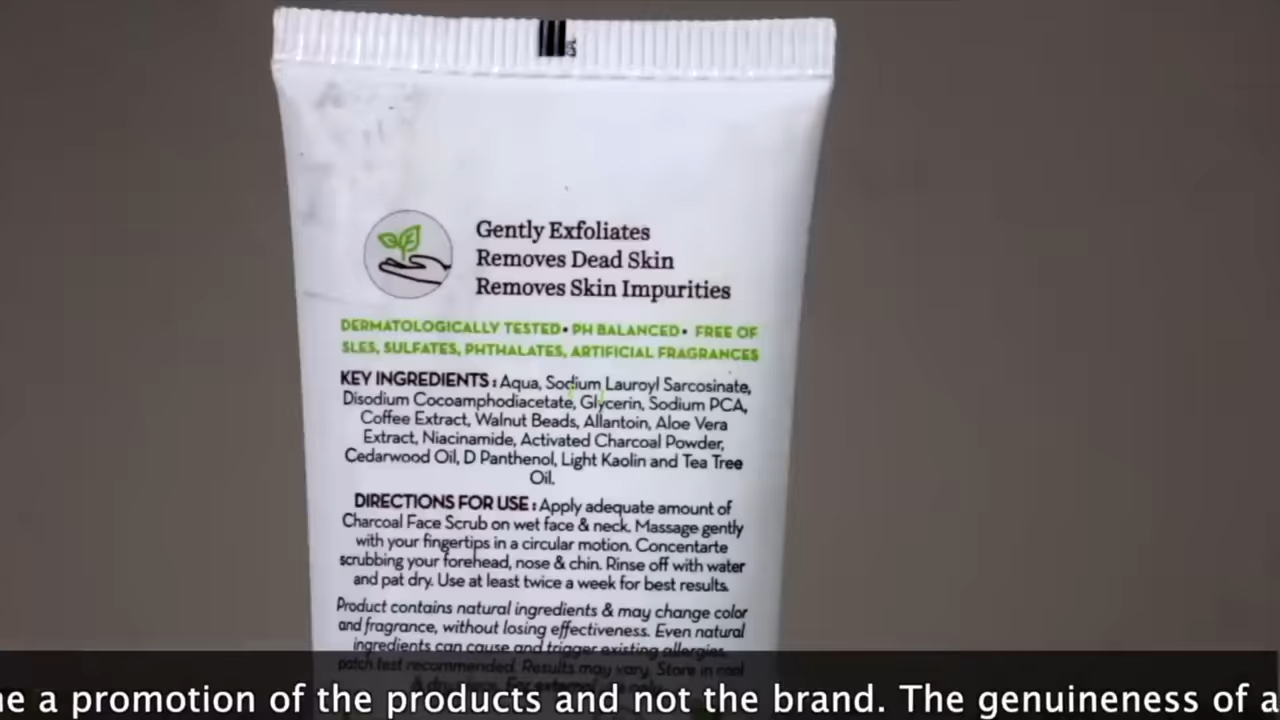 Gently Exfoliates
Removes Dead Skin
Removes Skin Impurities
DERMATOLOGICALLY TESTED• PH BALANCED• FREE OF
SLES, SULFATES, PHTHALATES, ARTIFICIAL FRAGRANCES
KEY INGREDIENTS : Aqua, Sodium Lauroyl Sarcosinate,
Disodium Cocoamphodiacetate, Glycerin, Sodium PCA,
Coffee Extract, Walnut Beads, Allantoin, Aloe Vera
Extract, Niacinamide, Activated Charcoal Powder,
Cedarwood Oil, D Panthenol, Light Kaolin and Tea Tree
Oil.
DIRECTIONS FOR USE : Apply adequate amount of
Charcoal Face Scrub on wet face & neck. Massage gently
with your fingertips in a circular motion. Concentarte
scrubbing your forehead, nose & chin. Rinse off with water
and pat dry. Use at least twice a week for best results.
Product contains natural ingredients & may change color
and fragrance, without losing effectiveness. Even natural
ingredients can cause and trigger existing allergies,
patch test recommended. Results may vary. Store in cool
& dry place. For external use only.
ne a promotion of the products and not the brand. The genuineness of a